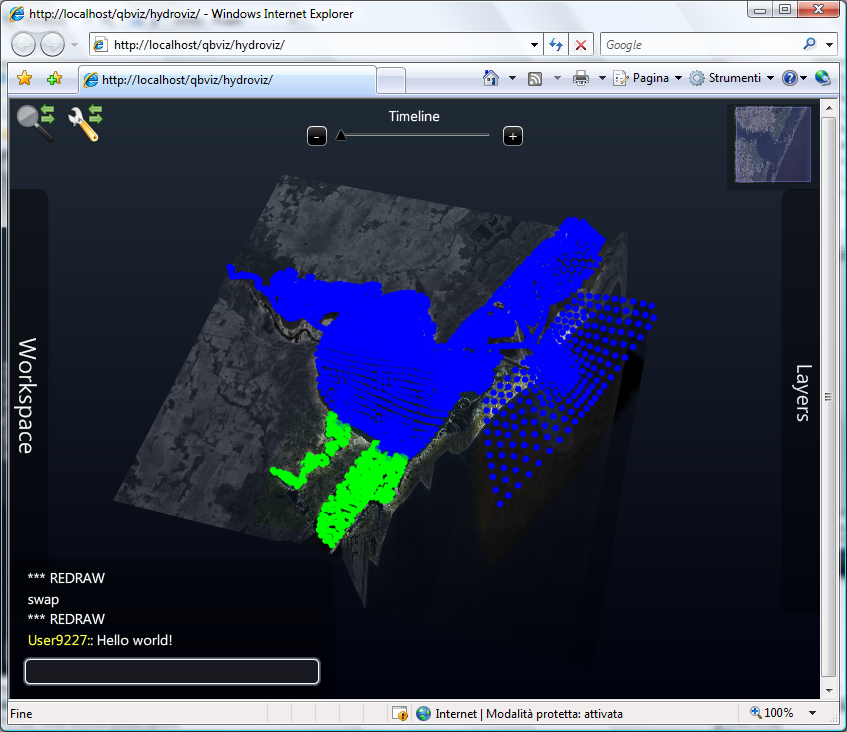 http://localhost/qbviz/hydroviz/ - Windows Internet Explorer
http://localhost/qbviz/hydroviz/
Google
http://localhost/qbviz/hydroviz/
Pagina
Strumenti
Timeline
-
+
Workspace
Layers
*** REDRAW
swap
*** REDRAW
User9227:: Hello world!
Fine
Internet | Modalità protetta: attivata
100%